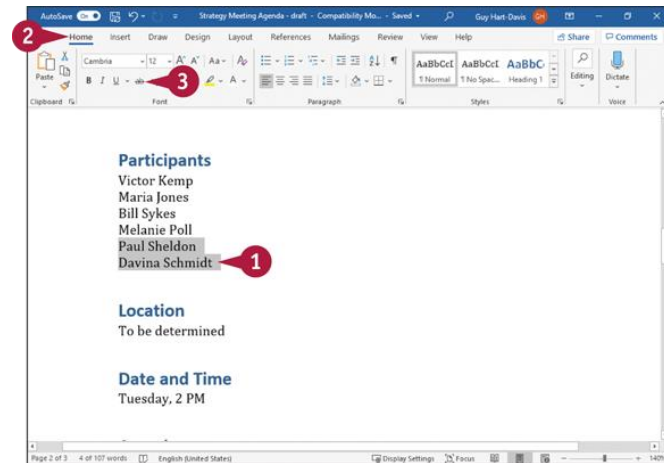 AutoSave On Strategy Meeting Agenda - draft - Compatibility Mo... - Saved Guy Hart-Davis GH
2 Home Insert Draw Design Layout References Mailings Review View Help Share Comments
Paste Cambria 12 A A Aa A AaBbCcI AaBbCcI AaBbC Editing Dictate
B I U ab 3 A 1 Normal 1 No Spac... Heading 1
Clipboard Font Paragraph Styles Voice
Participants
Victor Kemp
Maria Jones
Bill Sykes
Melanie Poll
Paul Sheldon
Davina Schmidt 1
Location
To be determined
Date and Time
Tuesday, 2 PM
Page 2 of 3 4 of 107 words English (United States) Display Settings Focus 140%